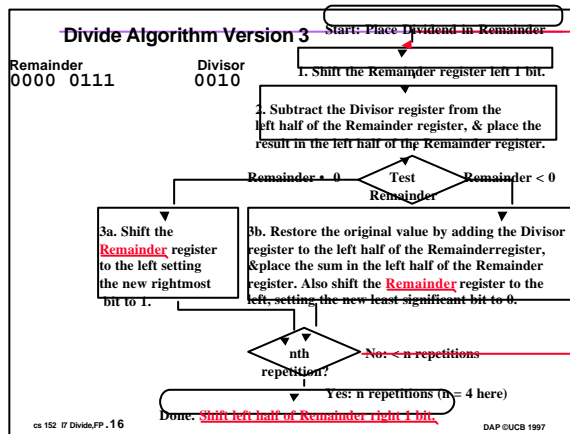 Divide Algorithm Version 3
Start: Place Dividend in Remainder
Remainder
0000 0111
Divisor
0010
1. Shift the Remainder register left 1 bit.
2. Subtract the Divisor register from the
left half of the Remainder register, & place the
result in the left half of the Remainder register.
Remainder • 0
Test
Remainder
Remainder < 0
3a. Shift the
Remainder register
to the left setting
the new rightmost
bit to 1.
3b. Restore the original value by adding the Divisor
register to the left half of the Remainderregister,
&place the sum in the left half of the Remainder
register. Also shift the Remainder register to the
left, setting the new least significant bit to 0.
nth
repetition?
No: < n repetitions
Yes: n repetitions (n = 4 here)
Done. Shift left half of Remainder right 1 bit.
cs 152 l7 Divide,FP .16
DAP ©UCB 1997